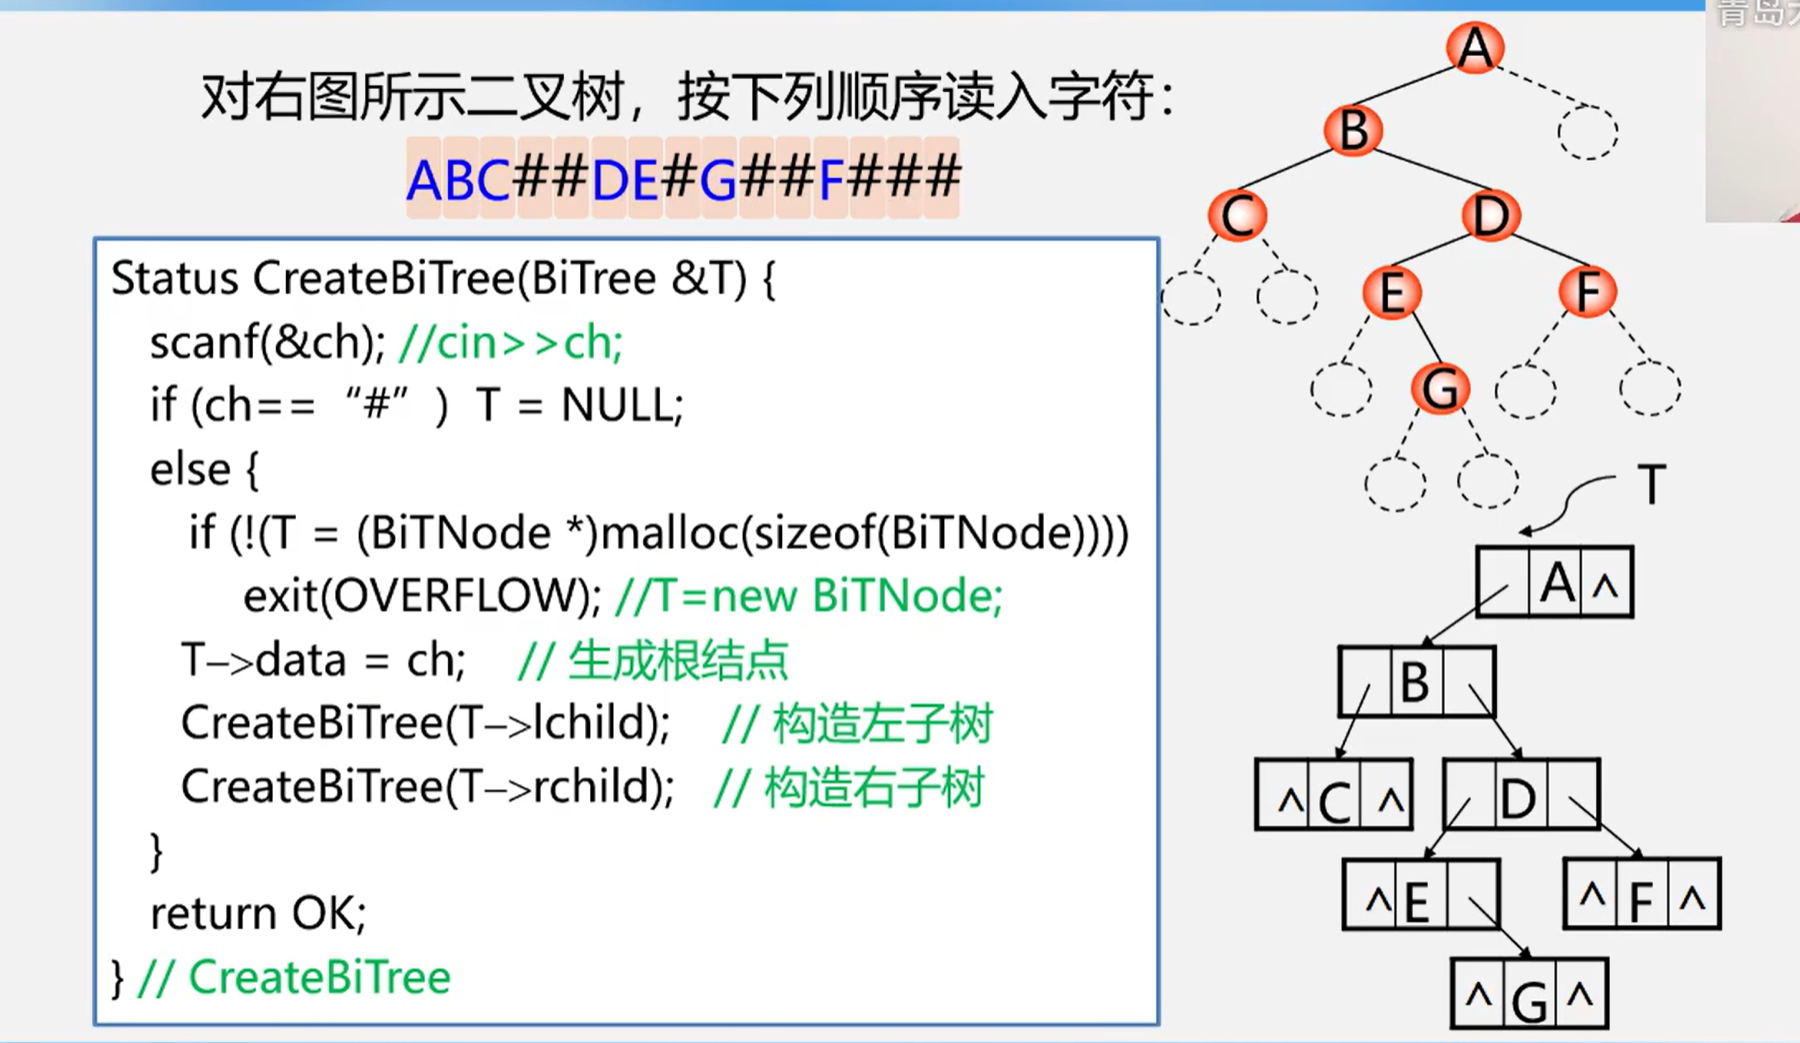 青岛
对右图所示二叉树，按下列顺序读入字符：
ABC##DE#G##F###
Status CreateBiTree(BiTree &T) {
scanf(&ch); //cin>>ch;
if (ch== “#” ) T = NULL;
else {
if (!(T = (BiTNode *)malloc(sizeof(BiTNode))))
exit(OVERFLOW); //T=new BiTNode;
T–>data = ch; // 生成根结点
CreateBiTree(T–>lchild); // 构造左子树
CreateBiTree(T–>rchild); // 构造右子树
}
return OK;
} // CreateBiTree
A
B
C D
E F
G
T
A ^
B
^ C ^ D
^ E ^ F ^
^ G ^